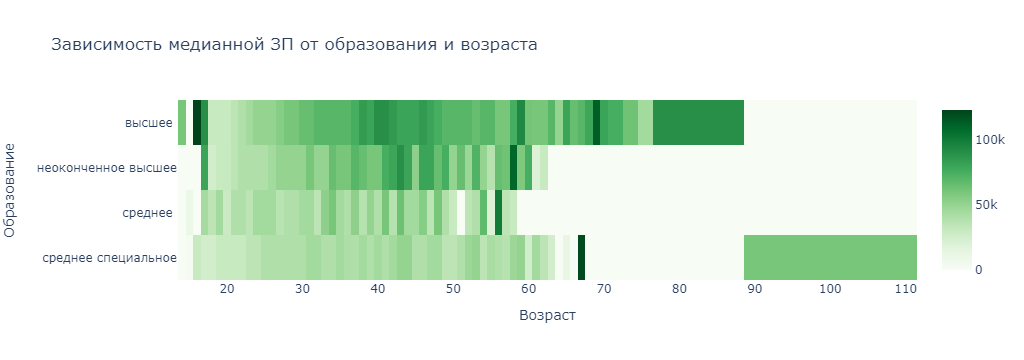 Зависимость медианной ЗП от образования и возраста
Образование
высшее
неоконченное высшее
среднее
среднее специальное
20 30 40 50 60 70 80 90 100 110
Возраст
100k
50k
0